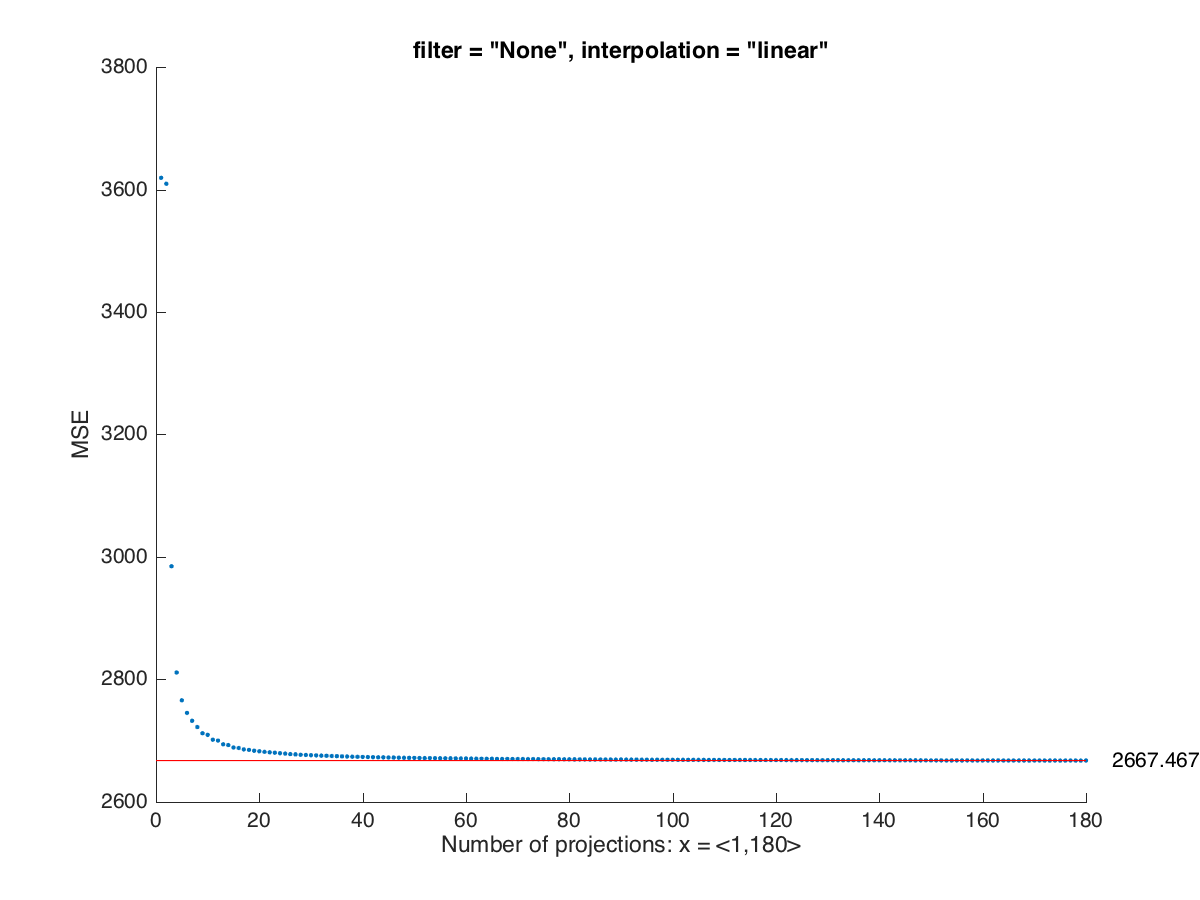 filter = "None", interpolation = "linear"
3800
3600
3400
3200
3000
2800
2600
MSE
2667.467
0 20 40 60 80 100 120 140 160 180
Number of projections: x = <1,180>